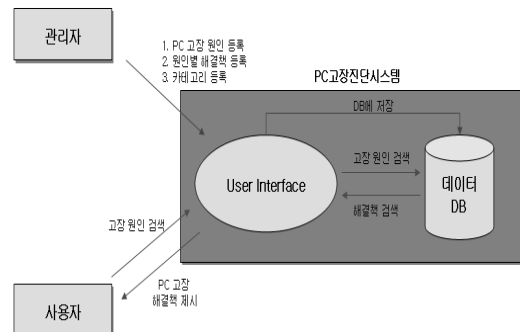 관리자
1. PC 고장 원인 등록
2. 원인별 해결책 등록
3. 카테고리 등록
PC고장진단시스템
DB에 저장
고장 원인 검색
User Interface
데이터
DB
해결책 검색
고장 원인 검색
PC 고장
해결책 제시
사용자